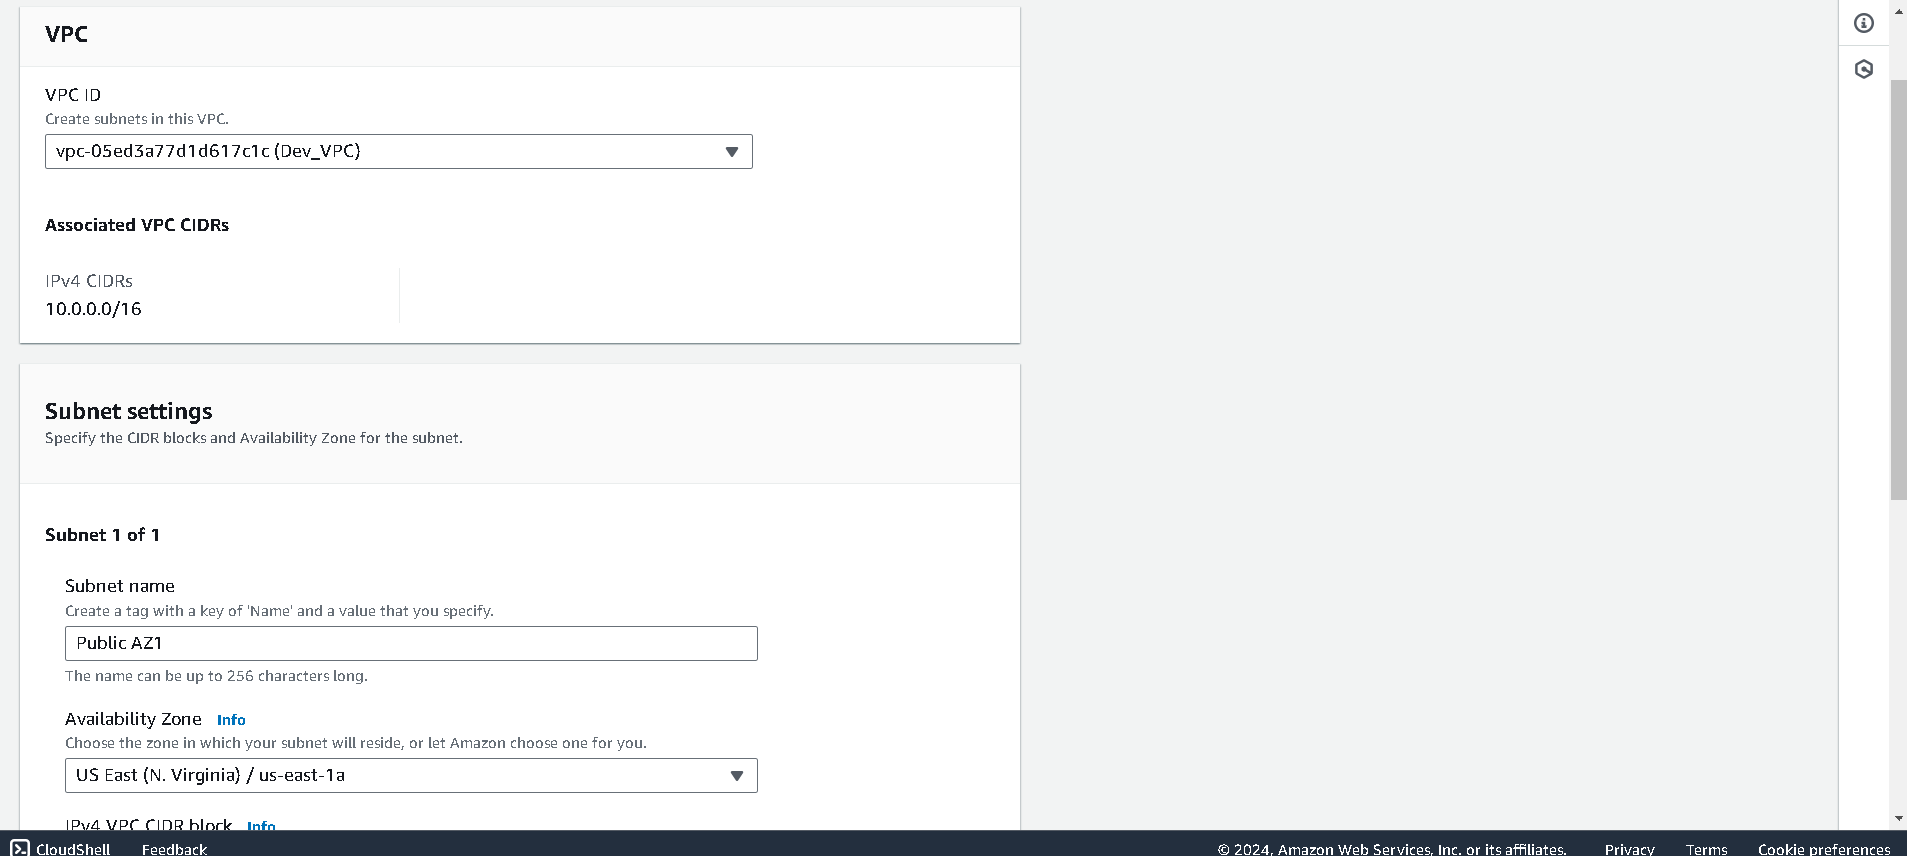 VPC
VPC ID
Create subnets in this VPC.
vpc-05ed3a77d1d617c1c (Dev_VPC)
Associated VPC CIDRs
IPv4 CIDRs
10.0.0.0/16
Subnet settings
Specify the CIDR blocks and Availability Zone for the subnet.
Subnet 1 of 1
Subnet name
Create a tag with a key of 'Name' and a value that you specify.
Public AZ1
The name can be up to 256 characters long.
Availability Zone Info
Choose the zone in which your subnet will reside, or let Amazon choose one for you.
US East (N. Virginia) / us-east-1a
IPv4 VPC CIDR block Info
CloudShell Feedback © 2024, Amazon Web Services, Inc. or its affiliates. Privacy Terms Cookie preferences